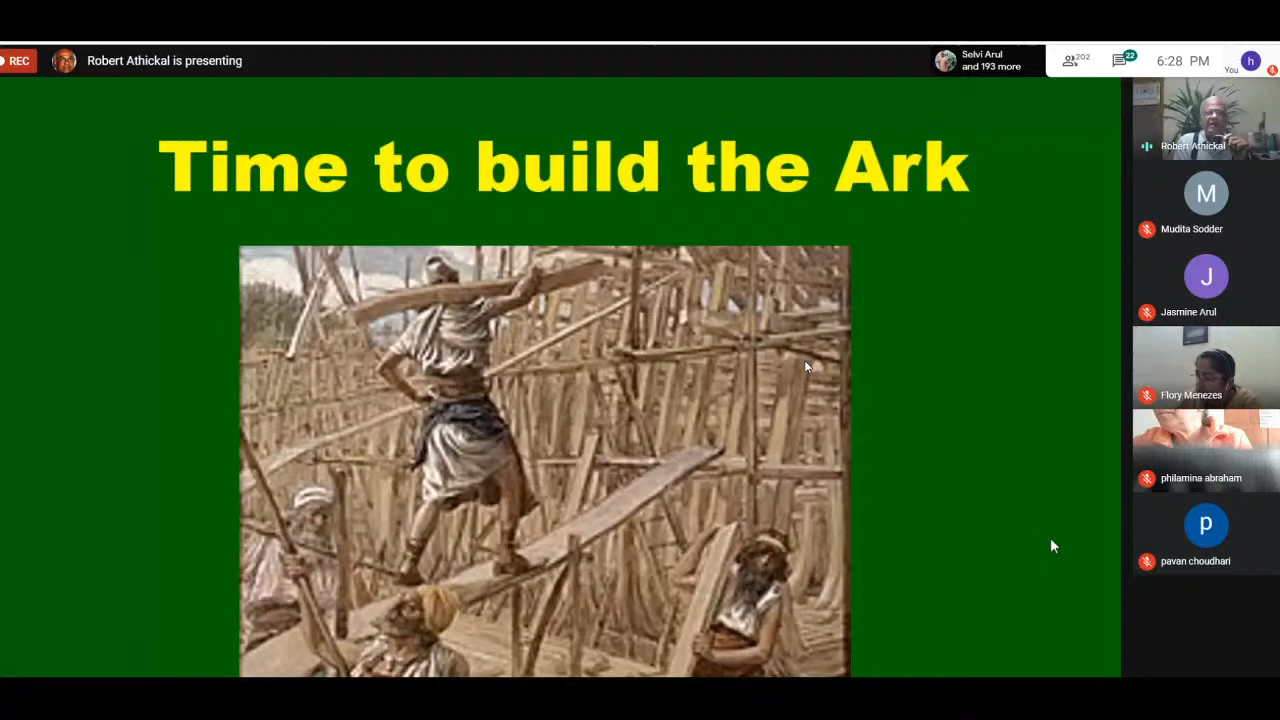 REC
Robert Athickal is presenting
Selvi Arul
and 193 more
202
22
6:28 PM
You
h
Time to build the Ark
Robert Athickal
M
Mudita Sodder
J
Jasmine Arul
Flory Menezes
philamina abraham
p
pavan choudhari